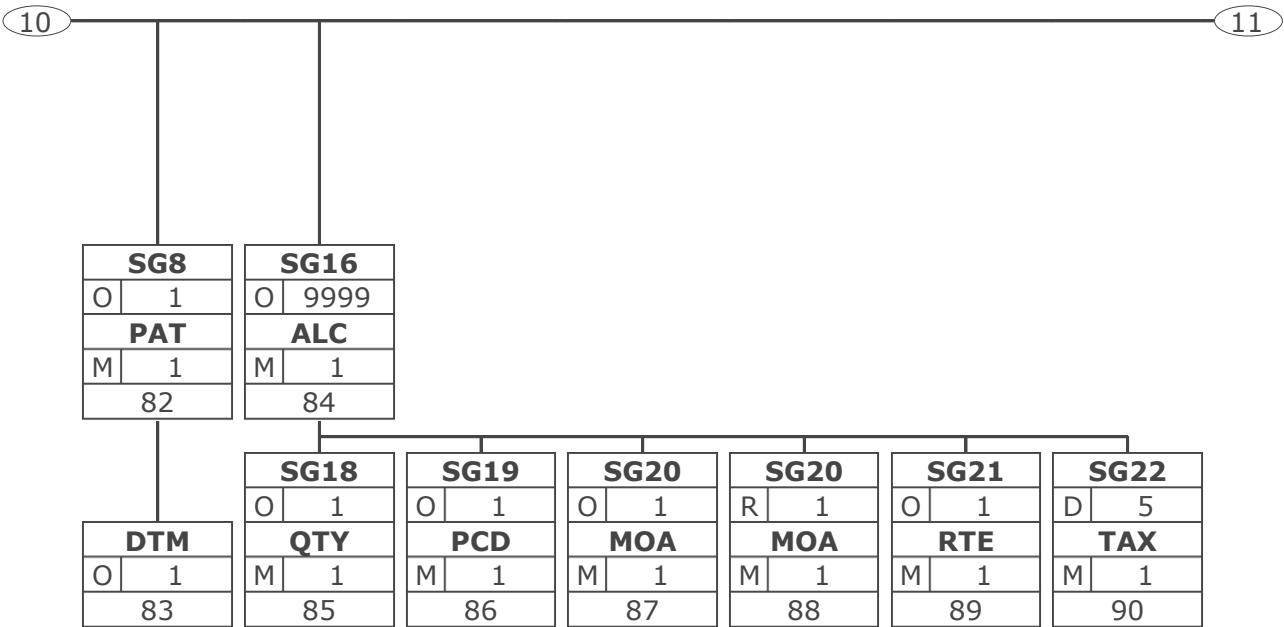 10 11
SG8 SG16
O 1 O 9999
PAT ALC
M 1 M 1
82 84
SG18 SG19 SG20 SG20 SG21 SG22
O 1 O 1 O 1 R 1 O 1 D 5
DTM QTY PCD MOA MOA RTE TAX
O 1 M 1 M 1 M 1 M 1 M 1 M 1
83 85 86 87 88 89 90